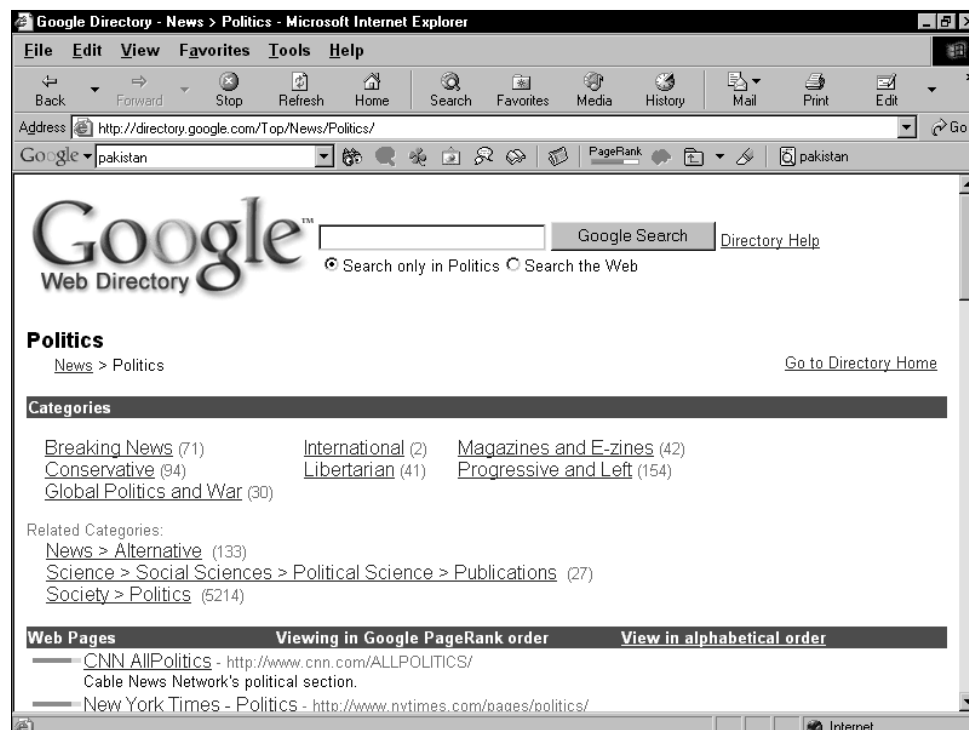 Google Directory - News > Politics - Microsoft Internet Explorer
File Edit View Favorites Tools Help
Back Forward Stop Refresh Home Search Favorites Media History Mail Print Edit
Address http://directory.google.com/Top/News/Politics/ Go
Google pakistan PageRank pakistan
Google™ Google Search Directory Help
Web Directory Search only in Politics Search the Web
Politics
News > Politics Go to Directory Home
Categories
Breaking News (71) International (2) Magazines and E-zines (42)
Conservative (94) Libertarian (41) Progressive and Left (154)
Global Politics and War (30)
Related Categories:
News > Alternative (133)
Science > Social Sciences > Political Science > Publications (27)
Society > Politics (5214)
Web Pages Viewing in Google PageRank order View in alphabetical order
CNN AllPolitics - http://www.cnn.com/ALLPOLITICS/
Cable News Network's political section.
New York Times - Politics - http://www.nytimes.com/pages/politics/
Internet